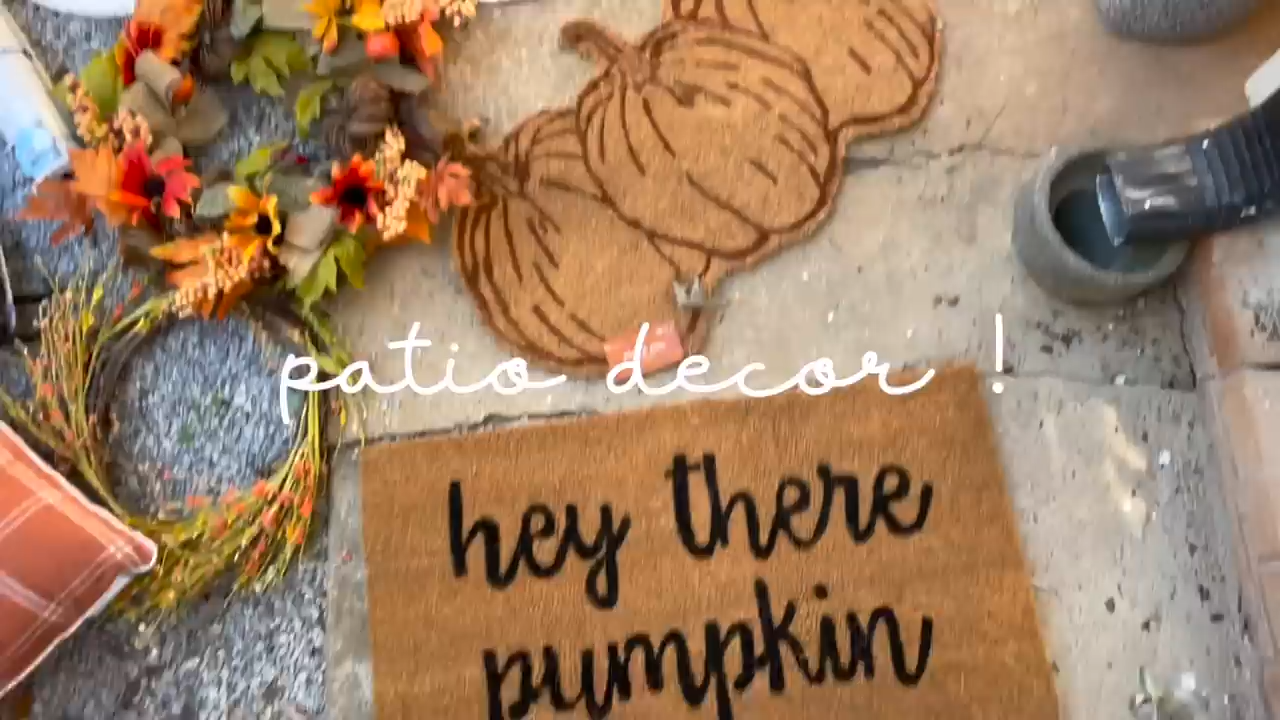 patio decor !
hey there
pumpkin